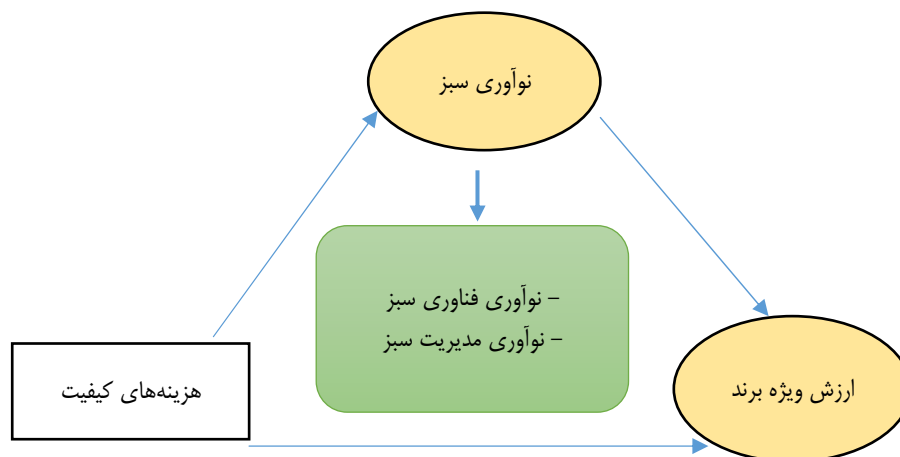 نوآوری سبز
– نوآوری فناوری سبز
– نوآوری مدیریت سبز
هزینه‌های کیفیت
ارزش ویژه برند